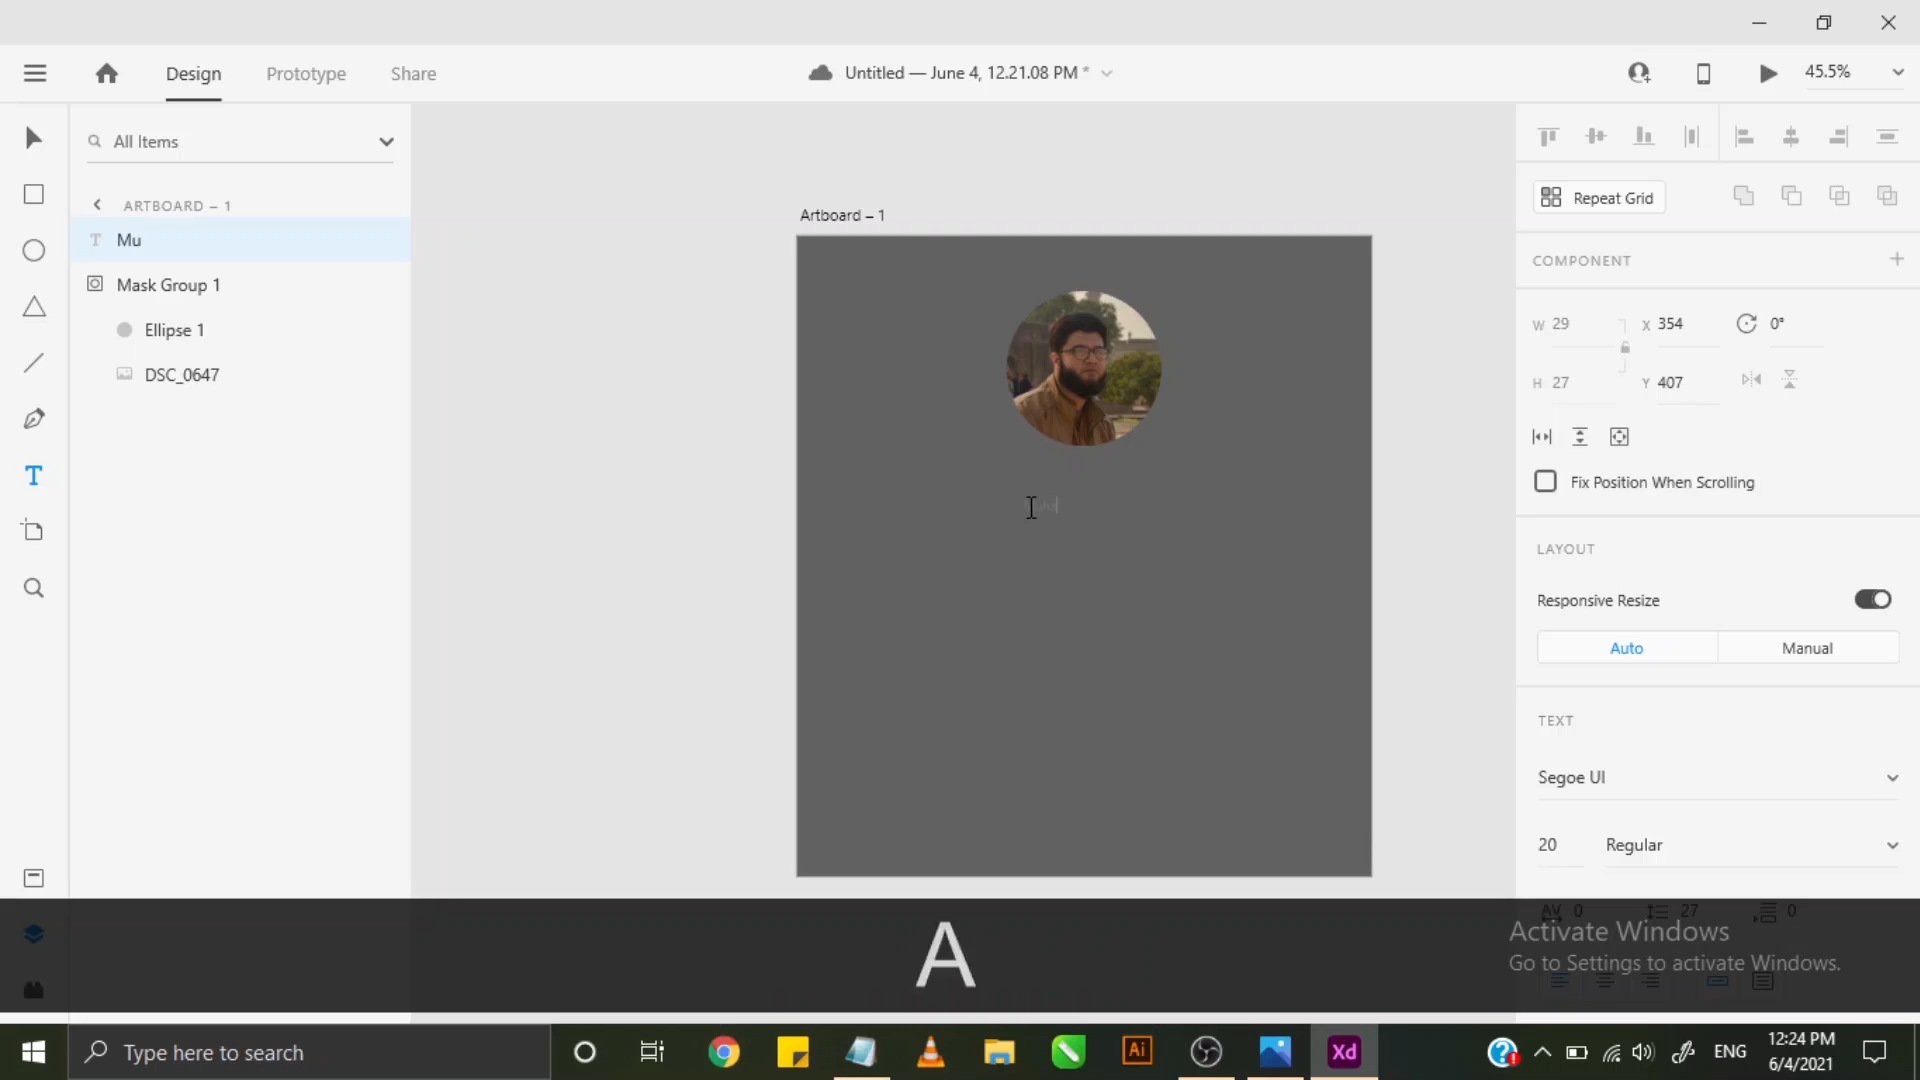 Design
Prototype
Share
Untitled — June 4, 12.21.08 PM *
45.5%
All Items
ARTBOARD – 1
Mu
Mask Group 1
Ellipse 1
DSC_0647
Artboard – 1
Repeat Grid
COMPONENT
W 29
X 354
0°
H 27
Y 407
Fix Position When Scrolling
LAYOUT
Responsive Resize
Auto
Manual
TEXT
Segoe UI
20
Regular
AV 0
27
0
A
Activate Windows
Go to Settings to activate Windows.
Type here to search
Ai
Xd
ENG
12:24 PM
6/4/2021